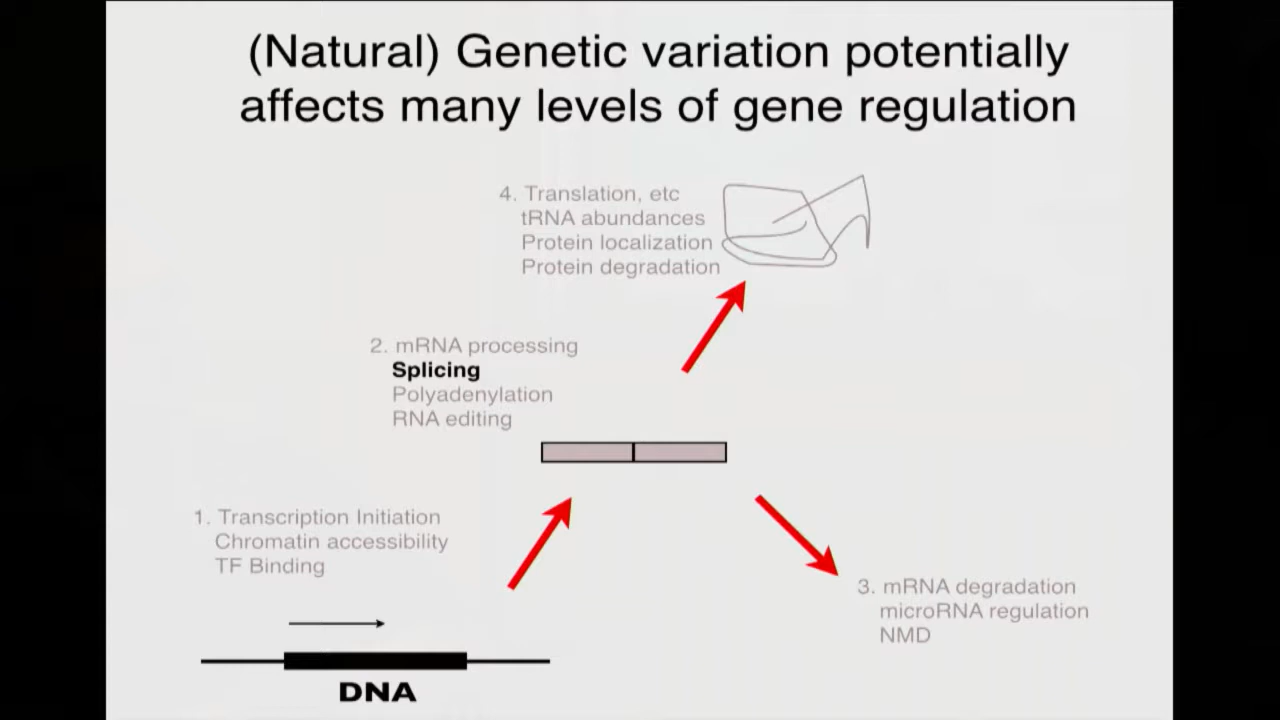 (Natural) Genetic variation potentially
affects many levels of gene regulation
4. Translation, etc
tRNA abundances
Protein localization
Protein degradation
2. mRNA processing
Splicing
Polyadenylation
RNA editing
1. Transcription Initiation
Chromatin accessibility
TF Binding
3. mRNA degradation
microRNA regulation
NMD
DNA